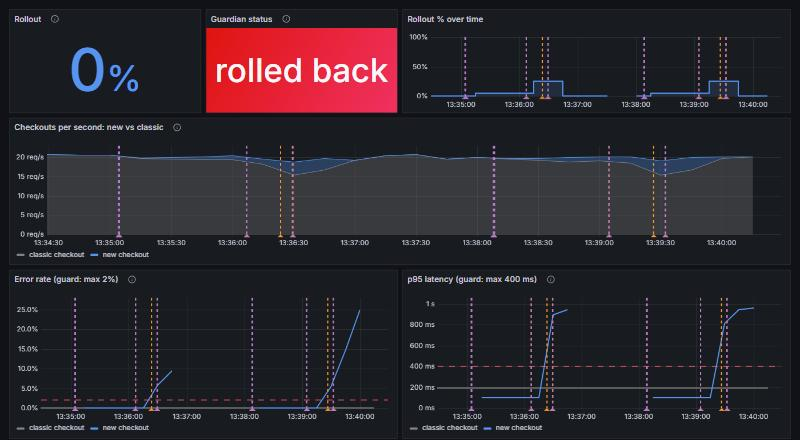 Rollout
Guardian status
Rollout % over time
0%
rolled back
100%
50%
0%
13:35:00
13:36:00
13:37:00
13:38:00
13:39:00
13:40:00
Checkouts per second: new vs classic
20 req/s
15 req/s
10 req/s
5 req/s
0 req/s
13:34:30
13:35:00
13:35:30
13:36:00
13:36:30
13:37:00
13:37:30
13:38:00
13:38:30
13:39:00
13:39:30
13:40:00
classic checkout
new checkout
Error rate (guard: max 2%)
25.0%
20.0%
15.0%
10.0%
5.0%
0.0%
13:35:00
13:36:00
13:37:00
13:38:00
13:39:00
13:40:00
classic checkout
new checkout
p95 latency (guard: max 400 ms)
1 s
800 ms
600 ms
400 ms
200 ms
0 ms
13:35:00
13:36:00
13:37:00
13:38:00
13:39:00
13:40:00
classic checkout
new checkout